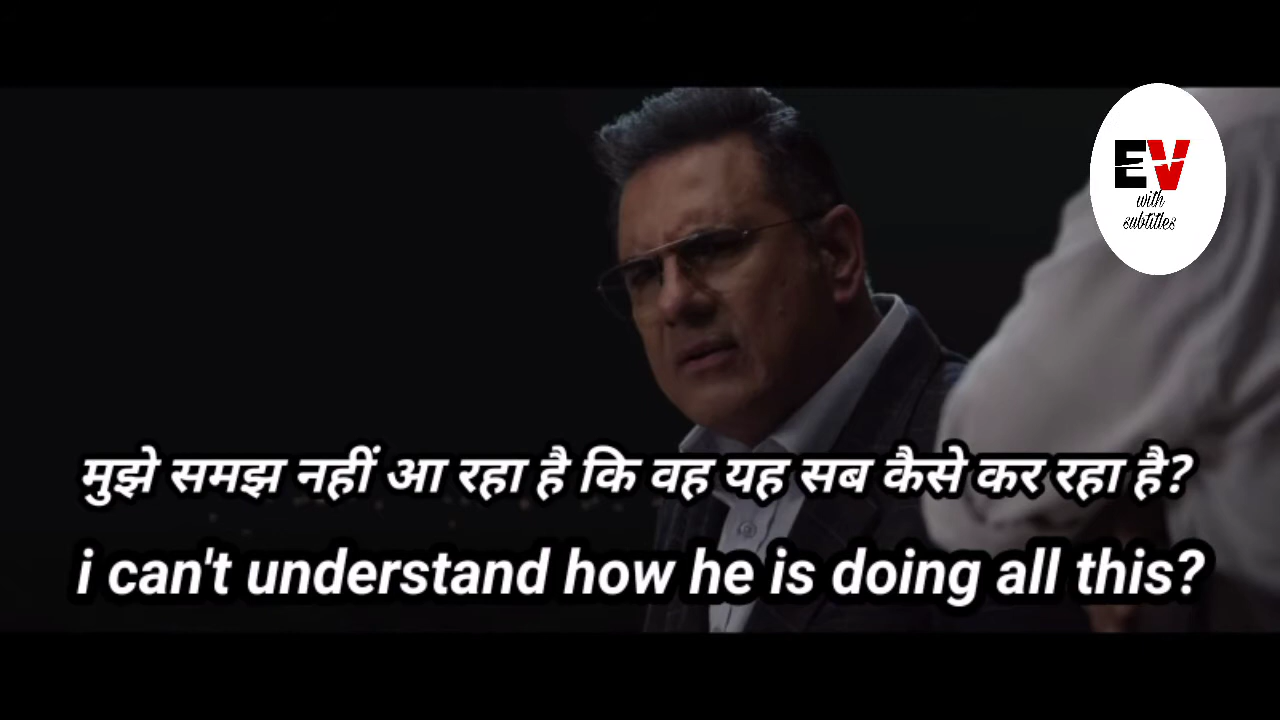 EV
with
subtitles
मुझे समझ नहीं आ रहा है कि वह यह सब कैसे कर रहा है?
i can't understand how he is doing all this?